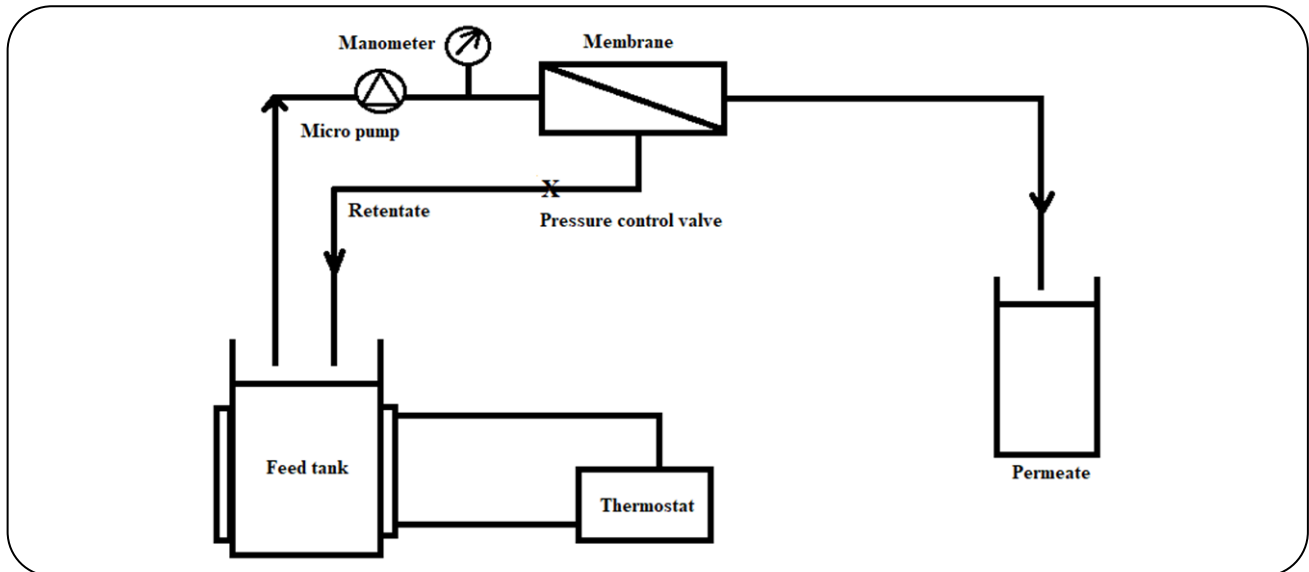 Manometer
Membrane
Micro pump
X
Retentate
Pressure control valve
Feed tank
Thermostat
Permeate